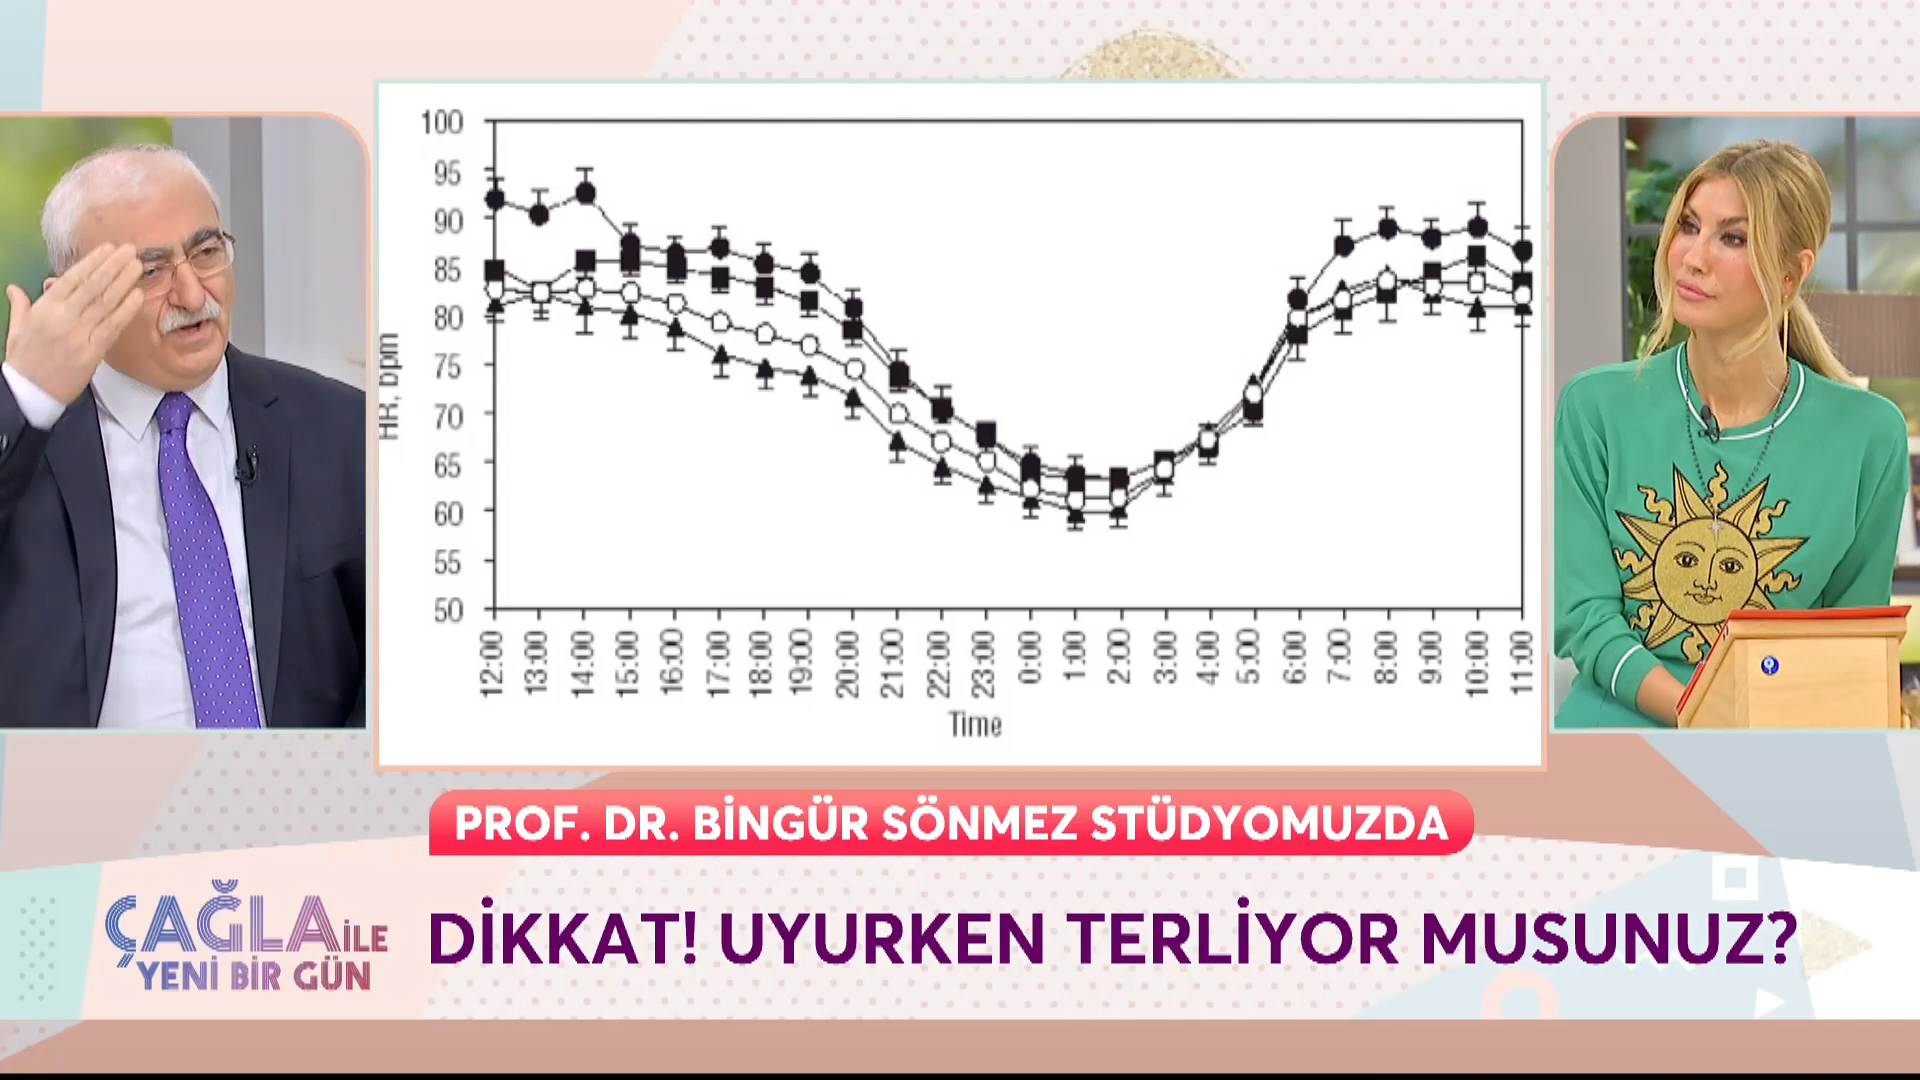 100
95
90
85
80
75
70
65
60
55
50
HR, bpm
12:00 13:00 14:00 15:00 16:00 17:00 18:00 19:00 20:00 21:00 22:00 23:00 0:00 1:00 2:00 3:00 4:00 5:00 6:00 7:00 8:00 9:00 10:00 11:00
Time
PROF. DR. BİNGÜR SÖNMEZ STÜDYOMUZDA
ÇAĞLA İLE
YENİ BİR GÜN
DİKKAT! UYURKEN TERLİYOR MUSUNUZ?